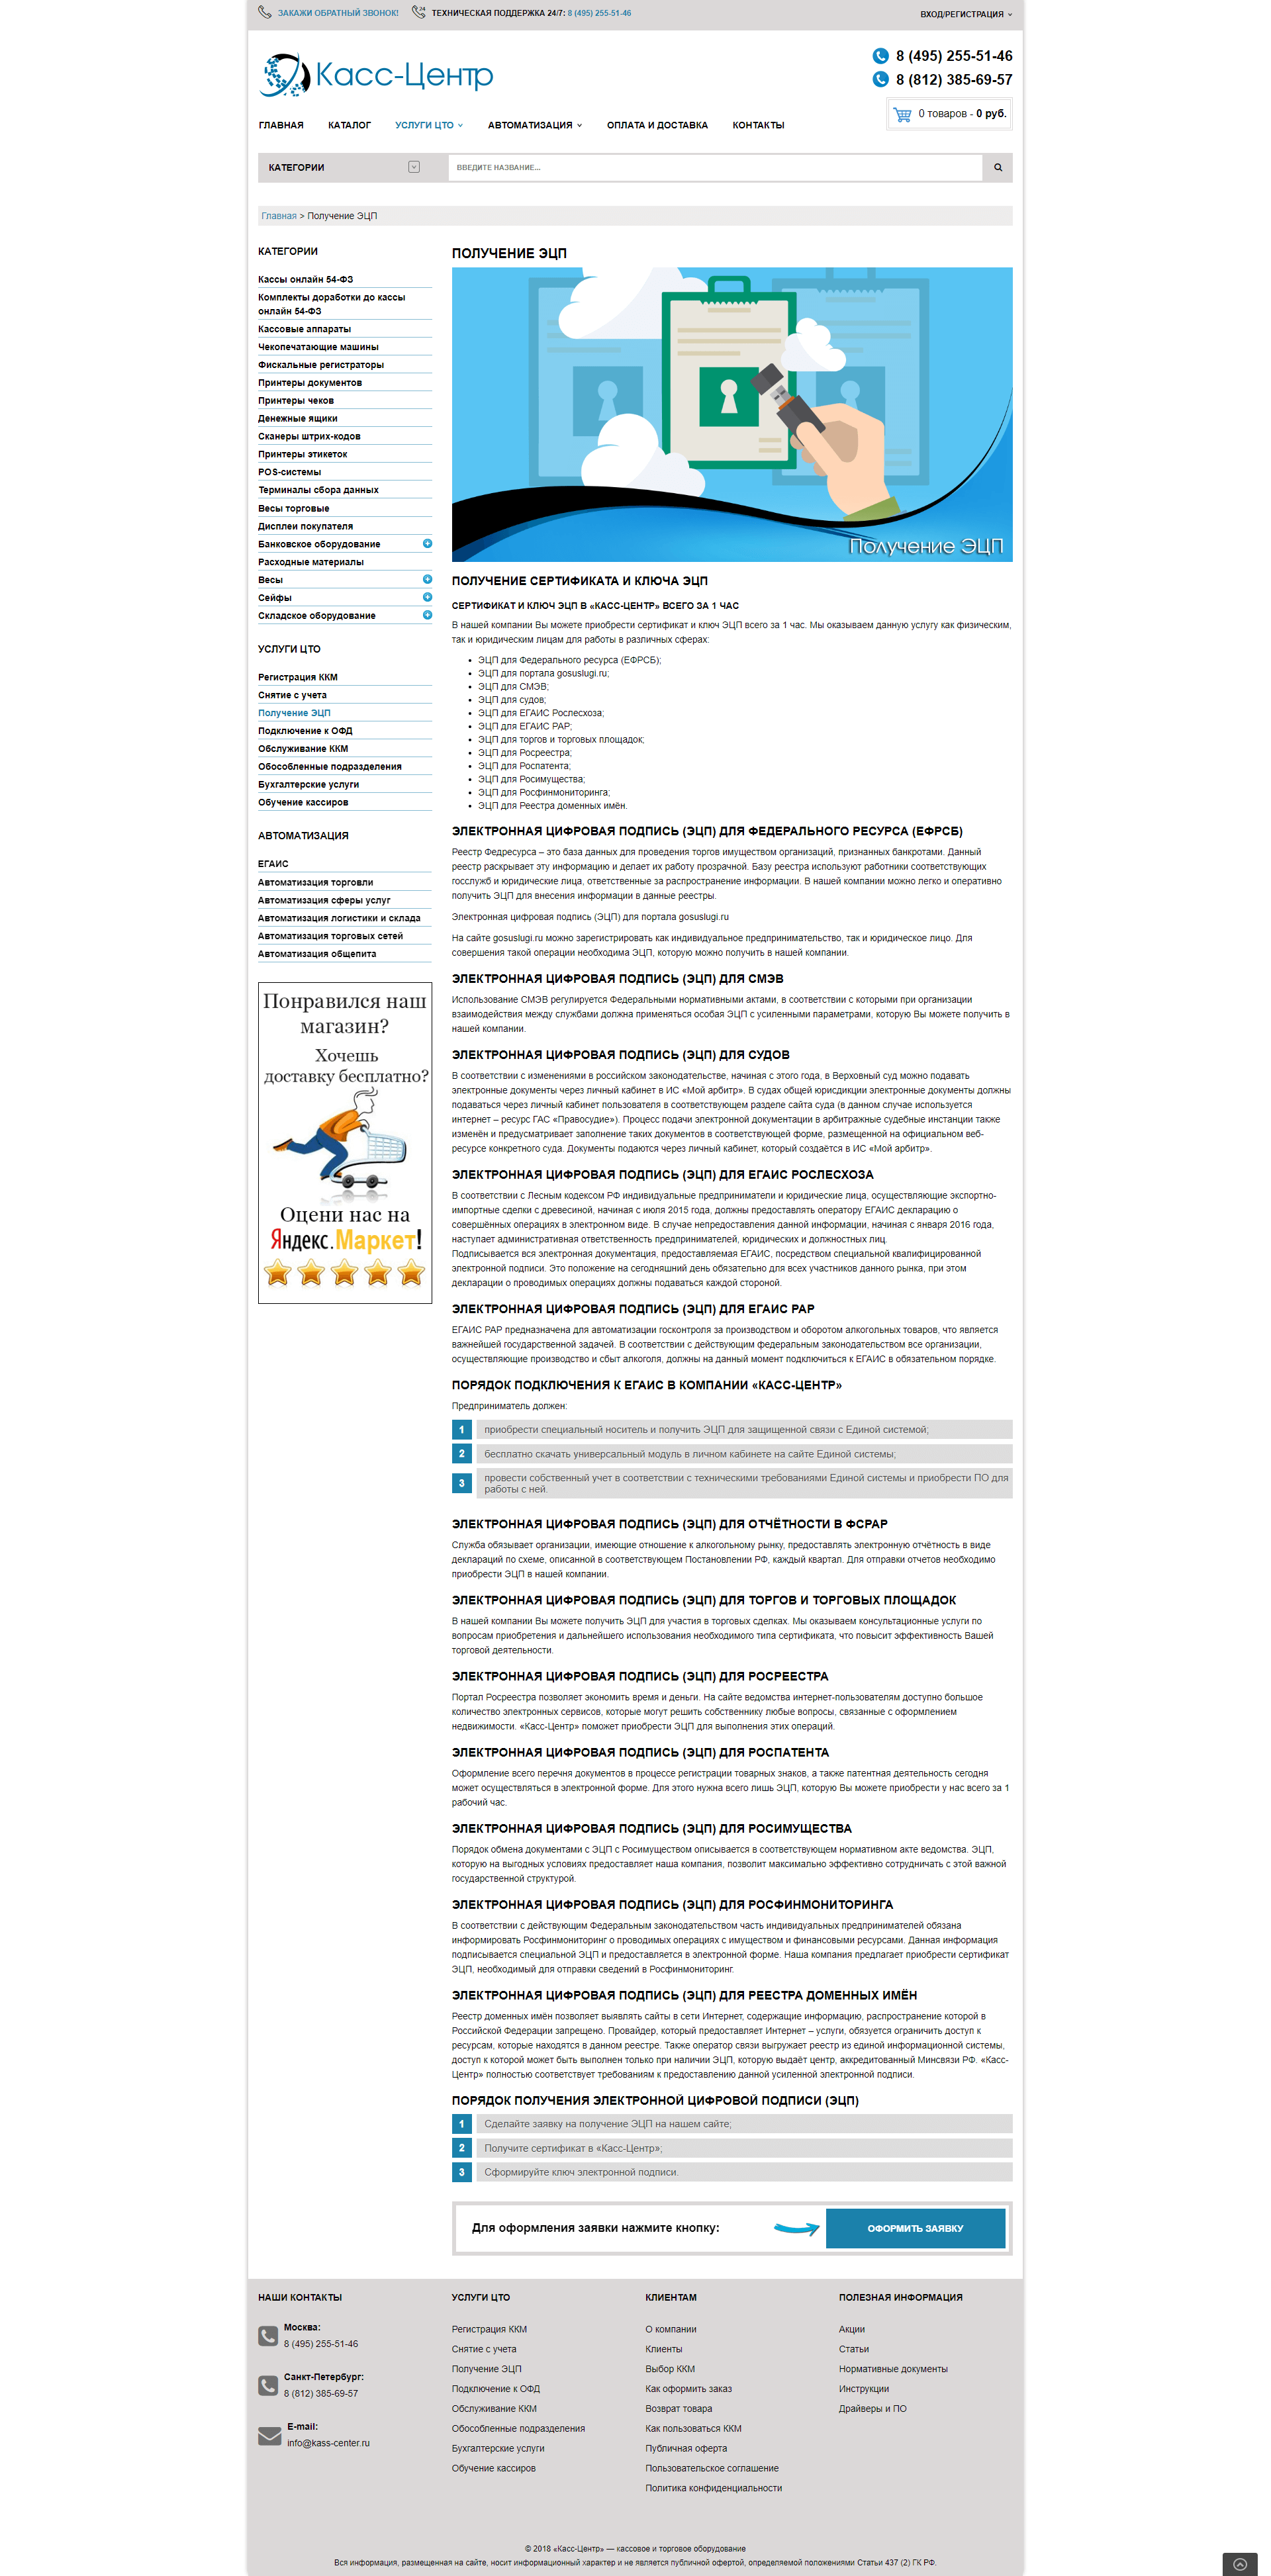 ЗАКАЖИ ОБРАТНЫЙ ЗВОНОК!
ТЕХНИЧЕСКАЯ ПОДДЕРЖКА 24/7: 8 (495) 255-51-46
ВХОД/РЕГИСТРАЦИЯ
Касс-Центр
8 (495) 255-51-46
8 (812) 385-69-57
0 товаров - 0 руб.
ГЛАВНАЯ
КАТАЛОГ
УСЛУГИ ЦТО
АВТОМАТИЗАЦИЯ
ОПЛАТА И ДОСТАВКА
КОНТАКТЫ
КАТЕГОРИИ
ВВЕДИТЕ НАЗВАНИЕ...
Главная > Получение ЭЦП
КАТЕГОРИИ
Кассы онлайн 54-ФЗ
Комплекты доработки до кассы
онлайн 54-ФЗ
Кассовые аппараты
Чекопечатающие машины
Фискальные регистраторы
Принтеры документов
Принтеры чеков
Денежные ящики
Сканеры штрих-кодов
Принтеры этикеток
POS-системы
Терминалы сбора данных
Весы торговые
Дисплеи покупателя
Банковское оборудование
Расходные материалы
Весы
Сейфы
Складское оборудование
УСЛУГИ ЦТО
Регистрация ККМ
Снятие с учета
Получение ЭЦП
Подключение к ОФД
Обслуживание ККМ
Обособленные подразделения
Бухгалтерские услуги
Обучение кассиров
АВТОМАТИЗАЦИЯ
ЕГАИС
Автоматизация торговли
Автоматизация сферы услуг
Автоматизация логистики и склада
Автоматизация торговых сетей
Автоматизация общепита
Понравился наш
магазин?
Хочешь
доставку бесплатно?
Оцени нас на
Яндекс.Маркет!
ПОЛУЧЕНИЕ ЭЦП
Получение ЭЦП
ПОЛУЧЕНИЕ СЕРТИФИКАТА И КЛЮЧА ЭЦП
СЕРТИФИКАТ И КЛЮЧ ЭЦП В «КАСС-ЦЕНТР» ВСЕГО ЗА 1 ЧАС
В нашей компании Вы можете приобрести сертификат и ключ ЭЦП всего за 1 час. Мы оказываем данную услугу как физическим,
так и юридическим лицам для работы в различных сферах:
• ЭЦП для Федерального ресурса (ЕФРСБ);
• ЭЦП для портала gosuslugi.ru;
• ЭЦП для СМЭВ;
• ЭЦП для судов;
• ЭЦП для ЕГАИС Рослесхоза;
• ЭЦП для ЕГАИС РАР;
• ЭЦП для торгов и торговых площадок;
• ЭЦП для Росреестра;
• ЭЦП для Роспатента;
• ЭЦП для Росимущества;
• ЭЦП для Росфинмониторинга;
• ЭЦП для Реестра доменных имён.
ЭЛЕКТРОННАЯ ЦИФРОВАЯ ПОДПИСЬ (ЭЦП) ДЛЯ ФЕДЕРАЛЬНОГО РЕСУРСА (ЕФРСБ)
Реестр Федресурса – это база данных для проведения торгов имуществом организаций, признанных банкротами. Данный
реестр раскрывает эту информацию и делает их работу прозрачной. Базу реестра используют работники соответствующих
госслужб и юридические лица, ответственные за распространение информации. В нашей компании можно легко и оперативно
получить ЭЦП для внесения информации в данные реестры.
Электронная цифровая подпись (ЭЦП) для портала gosuslugi.ru
На сайте gosuslugi.ru можно зарегистрировать как индивидуальное предпринимательство, так и юридическое лицо. Для
совершения такой операции необходима ЭЦП, которую можно получить в нашей компании.
ЭЛЕКТРОННАЯ ЦИФРОВАЯ ПОДПИСЬ (ЭЦП) ДЛЯ СМЭВ
Использование СМЭВ регулируется Федеральными нормативными актами, в соответствии с которыми при организации
взаимодействия между службами должна применяться особая ЭЦП с усиленными параметрами, которую Вы можете получить в
нашей компании.
ЭЛЕКТРОННАЯ ЦИФРОВАЯ ПОДПИСЬ (ЭЦП) ДЛЯ СУДОВ
В соответствии с изменениями в российском законодательстве, начиная с этого года, в Верховный суд можно подавать
электронные документы через личный кабинет в ИС «Мой арбитр». В судах общей юрисдикции электронные документы должны
подаваться через личный кабинет пользователя в соответствующем разделе сайта суда (в данном случае используется
интернет – ресурс ГАС «Правосудие»). Процесс подачи электронной документации в арбитражные судебные инстанции также
изменён и предусматривает заполнение таких документов в соответствующей форме, размещенной на официальном веб-
ресурсе конкретного суда. Документы подаются через личный кабинет, который создаётся в ИС «Мой арбитр».
ЭЛЕКТРОННАЯ ЦИФРОВАЯ ПОДПИСЬ (ЭЦП) ДЛЯ ЕГАИС РОСЛЕСХОЗА
В соответствии с Лесным кодексом РФ индивидуальные предприниматели и юридические лица, осуществляющие экспортно-
импортные сделки с древесиной, начиная с июля 2015 года, должны предоставлять оператору ЕГАИС декларацию о
совершённых операциях в электронном виде. В случае непредоставления данной информации, начиная с января 2016 года,
наступает административная ответственность предпринимателей, юридических и должностных лиц.
Подписывается вся электронная документация, предоставляемая ЕГАИС, посредством специальной квалифицированной
электронной подписи. Это положение на сегодняшний день обязательно для всех участников данного рынка, при этом
декларации о проводимых операциях должны подаваться каждой стороной.
ЭЛЕКТРОННАЯ ЦИФРОВАЯ ПОДПИСЬ (ЭЦП) ДЛЯ ЕГАИС РАР
ЕГАИС РАР предназначена для автоматизации госконтроля за производством и оборотом алкогольных товаров, что является
важнейшей государственной задачей. В соответствии с действующим федеральным законодательством все организации,
осуществляющие производство и сбыт алкоголя, должны на данный момент подключиться к ЕГАИС в обязательном порядке.
ПОРЯДОК ПОДКЛЮЧЕНИЯ К ЕГАИС В КОМПАНИИ «КАСС-ЦЕНТР»
Предприниматель должен:
1 приобрести специальный носитель и получить ЭЦП для защищенной связи с Единой системой;
2 бесплатно скачать универсальный модуль в личном кабинете на сайте Единой системы;
3 провести собственный учет в соответствии с техническими требованиями Единой системы и приобрести ПО для
работы с ней.
ЭЛЕКТРОННАЯ ЦИФРОВАЯ ПОДПИСЬ (ЭЦП) ДЛЯ ОТЧЁТНОСТИ В ФСРАР
Служба обязывает организации, имеющие отношение к алкогольному рынку, предоставлять электронную отчётность в виде
деклараций по схеме, описанной в соответствующем Постановлении РФ, каждый квартал. Для отправки отчетов необходимо
приобрести ЭЦП в нашей компании.
ЭЛЕКТРОННАЯ ЦИФРОВАЯ ПОДПИСЬ (ЭЦП) ДЛЯ ТОРГОВ И ТОРГОВЫХ ПЛОЩАДОК
В нашей компании Вы можете получить ЭЦП для участия в торговых сделках. Мы оказываем консультационные услуги по
вопросам приобретения и дальнейшего использования необходимого типа сертификата, что повысит эффективность Вашей
торговой деятельности.
ЭЛЕКТРОННАЯ ЦИФРОВАЯ ПОДПИСЬ (ЭЦП) ДЛЯ РОСРЕЕСТРА
Портал Росреестра позволяет экономить время и деньги. На сайте ведомства интернет-пользователям доступно большое
количество электронных сервисов, которые могут решить собственнику любые вопросы, связанные с оформлением
недвижимости. «Касс-Центр» поможет приобрести ЭЦП для выполнения этих операций.
ЭЛЕКТРОННАЯ ЦИФРОВАЯ ПОДПИСЬ (ЭЦП) ДЛЯ РОСПАТЕНТА
Оформление всего перечня документов в процессе регистрации товарных знаков, а также патентная деятельность сегодня
может осуществляться в электронной форме. Для этого нужна всего лишь ЭЦП, которую Вы можете приобрести у нас всего за 1
рабочий час.
ЭЛЕКТРОННАЯ ЦИФРОВАЯ ПОДПИСЬ (ЭЦП) ДЛЯ РОСИМУЩЕСТВА
Порядок обмена документами с ЭЦП с Росимуществом описывается в соответствующем нормативном акте ведомства. ЭЦП,
которую на выгодных условиях предоставляет наша компания, позволит максимально эффективно сотрудничать с этой важной
государственной структурой.
ЭЛЕКТРОННАЯ ЦИФРОВАЯ ПОДПИСЬ (ЭЦП) ДЛЯ РОСФИНМОНИТОРИНГА
В соответствии с действующим Федеральным законодательством часть индивидуальных предпринимателей обязана
информировать Росфинмониторинг о проводимых операциях с имуществом и финансовыми ресурсами. Данная информация
подписывается специальной ЭЦП и предоставляется в электронной форме. Наша компания предлагает приобрести сертификат
ЭЦП, необходимый для отправки сведений в Росфинмониторинг.
ЭЛЕКТРОННАЯ ЦИФРОВАЯ ПОДПИСЬ (ЭЦП) ДЛЯ РЕЕСТРА ДОМЕННЫХ ИМЁН
Реестр доменных имён позволяет выявлять сайты в сети Интернет, содержащие информацию, распространение которой в
Российской Федерации запрещено. Провайдер, который предоставляет Интернет – услуги, обязуется ограничить доступ к
ресурсам, которые находятся в данном реестре. Также оператор связи выгружает реестр из единой информационной системы,
доступ к которой может быть выполнен только при наличии ЭЦП, которую выдаёт центр, аккредитованный Минсвязи РФ. «Касс-
Центр» полностью соответствует требованиям к предоставлению данной усиленной электронной подписи.
ПОРЯДОК ПОЛУЧЕНИЯ ЭЛЕКТРОННОЙ ЦИФРОВОЙ ПОДПИСИ (ЭЦП)
1 Сделайте заявку на получение ЭЦП на нашем сайте;
2 Получите сертификат в «Касс-Центр»;
3 Сформируйте ключ электронной подписи.
Для оформления заявки нажмите кнопку:
ОФОРМИТЬ ЗАЯВКУ
НАШИ КОНТАКТЫ
Москва:
8 (495) 255-51-46
Санкт-Петербург:
8 (812) 385-69-57
E-mail:
info@kass-center.ru
УСЛУГИ ЦТО
Регистрация ККМ
Снятие с учета
Получение ЭЦП
Подключение к ОФД
Обслуживание ККМ
Обособленные подразделения
Бухгалтерские услуги
Обучение кассиров
КЛИЕНТАМ
О компании
Клиенты
Выбор ККМ
Как оформить заказ
Возврат товара
Как пользоваться ККМ
Публичная оферта
Пользовательское соглашение
Политика конфиденциальности
ПОЛЕЗНАЯ ИНФОРМАЦИЯ
Акции
Статьи
Нормативные документы
Инструкции
Драйверы и ПО
© 2018 «Касс-Центр» — кассовое и торговое оборудование
Вся информация, размещенная на сайте, носит информационный характер и не является публичной офертой, определяемой положениями Статьи 437 (2) ГК РФ.